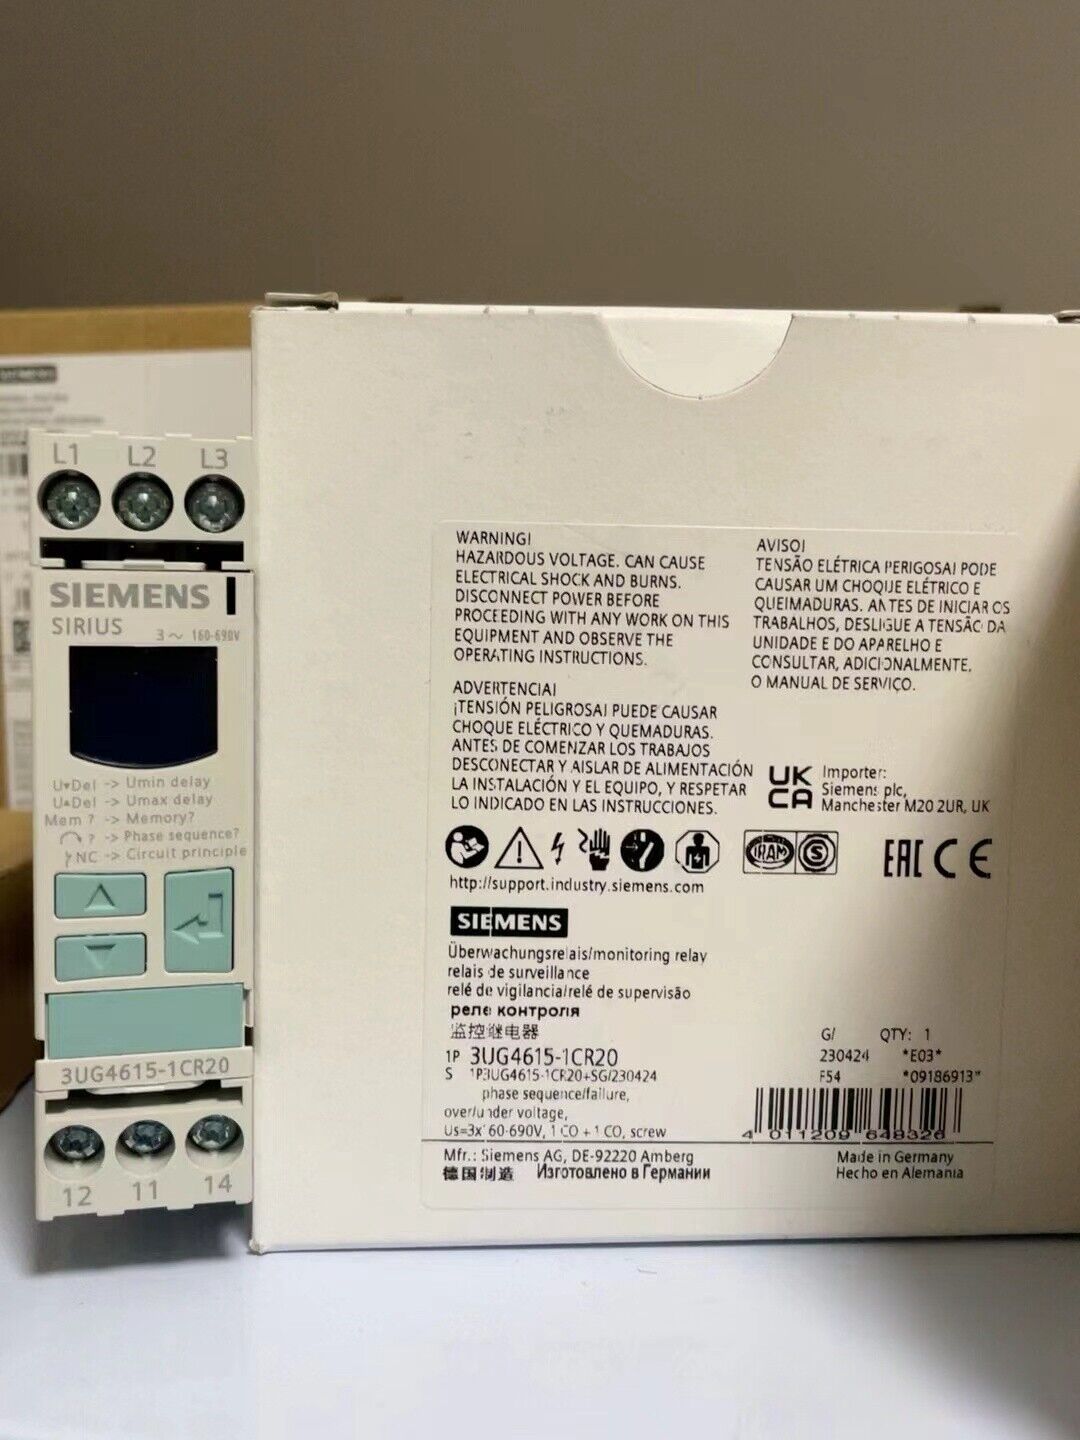 L1 L2 L3
SIEMENS
SIRIUS 3~ 160-690V
U▾Del -> Umin delay
U▴Del -> Umax delay
Mem ? -> Memory?
? -> Phase sequence?
NC -> Circuit principle
3UG4615-1CR20
12 11 14
WARNING!
HAZARDOUS VOLTAGE. CAN CAUSE
ELECTRICAL SHOCK AND BURNS.
DISCONNECT POWER BEFORE
PROCEEDING WITH ANY WORK ON THIS
EQUIPMENT AND OBSERVE THE
OPERATING INSTRUCTIONS.
ADVERTENCIA!
¡TENSIÓN PELIGROSA! PUEDE CAUSAR
CHOQUE ELÉCTRICO Y QUEMADURAS.
ANTES DE COMENZAR LOS TRABAJOS
DESCONECTAR Y AISLAR DE ALIMENTACIÓN
LA INSTALACIÓN Y EL EQUIPO, Y RESPETAR
LO INDICADO EN LAS INSTRUCCIONES.
AVISO!
TENSÃO ELÉTRICA PERIGOSA! PODE
CAUSAR UM CHOQUE ELÉTRICO E
QUEIMADURAS. ANTES DE INICIAR OS
TRABALHOS, DESLIGUE A TENSÃO DA
UNIDADE E DO APARELHO E
CONSULTAR, ADICIONALMENTE,
O MANUAL DE SERVIÇO.
UK
CA
Importer:
Siemens plc,
Manchester M20 2UR, UK
IRAM S
EAC CE
http://support.industry.siemens.com
SIEMENS
Überwachungsrelais/monitoring relay
relais de surveillance
relé de vigilancia/relé de supervisão
реле контроля
监控继电器
1P 3UG4615-1CR20
S 1P3UG4615-1CR20+SG/230424
phase sequence/failure,
over/under voltage,
Us=3x160-690V, 1 CO + 1 CO, screw
G/ QTY: 1
230424 *E03*
F54 *09186913*
4 011209 648326
Mfr.: Siemens AG, DE-92220 Amberg
德国制造 Изготовлено в Германии
Made in Germany
Hecho en Alemania